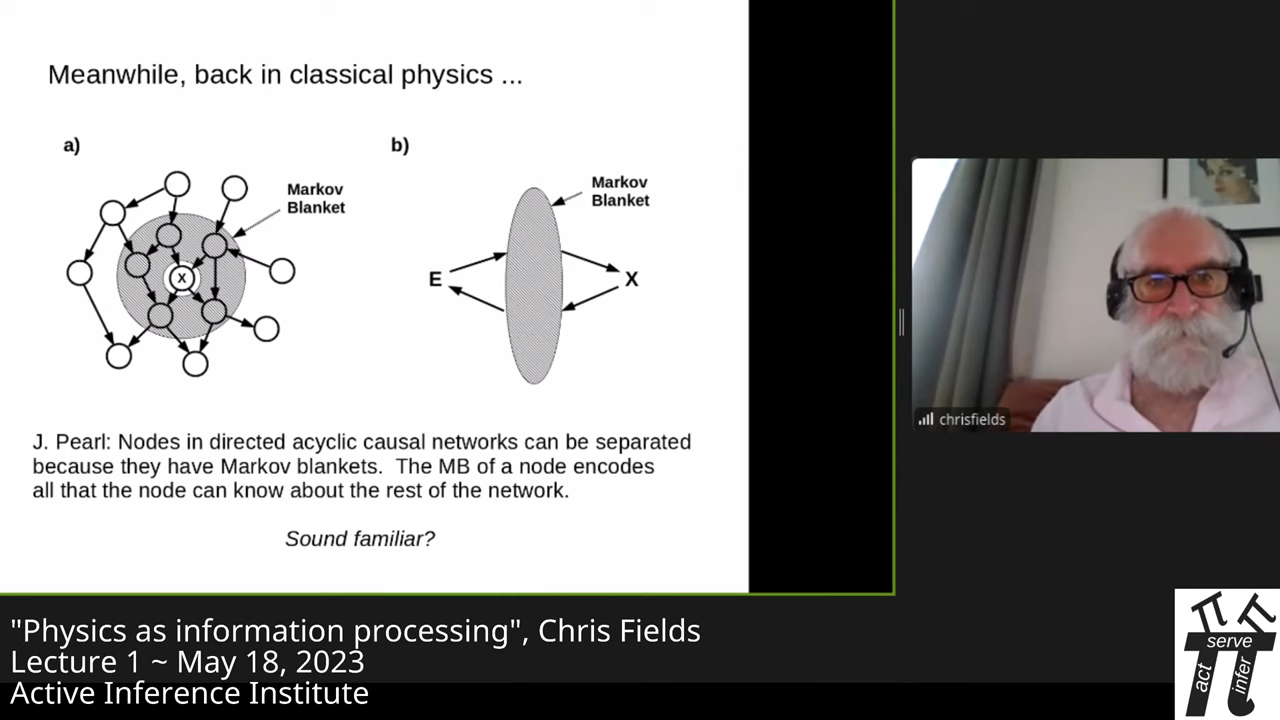 Meanwhile, back in classical physics ...
a)
b)
Markov
Blanket
Markov
Blanket
X
E
X
J. Pearl: Nodes in directed acyclic causal networks can be separated
because they have Markov blankets. The MB of a node encodes
all that the node can know about the rest of the network.
Sound familiar?
chrisfields
"Physics as information processing", Chris Fields
Lecture 1 ~ May 18, 2023
Active Inference Institute
serve
act
infer